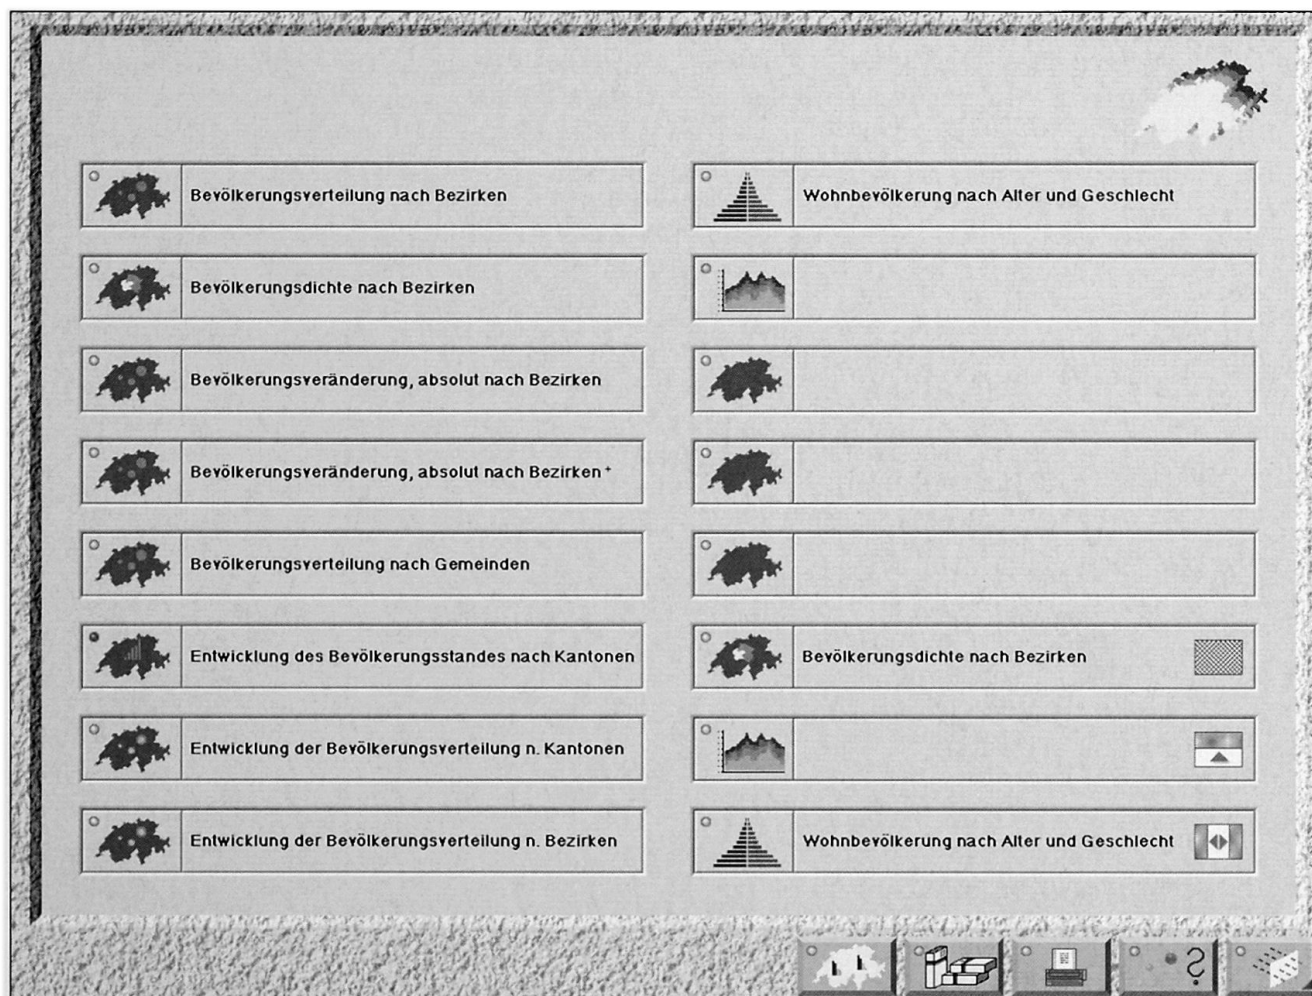 Bevölkerungsverteilung nach Bezirken
Bevölkerungsdichte nach Bezirken
Bevölkerungsveränderung, absolut nach Bezirken
Bevölkerungsveränderung, absolut nach Bezirken +
Bevölkerungsverteilung nach Gemeinden
Entwicklung des Bevölkerungsstandes nach Kantonen
Entwicklung der Bevölkerungsverteilung n. Kantonen
Entwicklung der Bevölkerungsverteilung n. Bezirken
Wohnbevölkerung nach Alter und Geschlecht
Bevölkerungsdichte nach Bezirken
Wohnbevölkerung nach Alter und Geschlecht
?